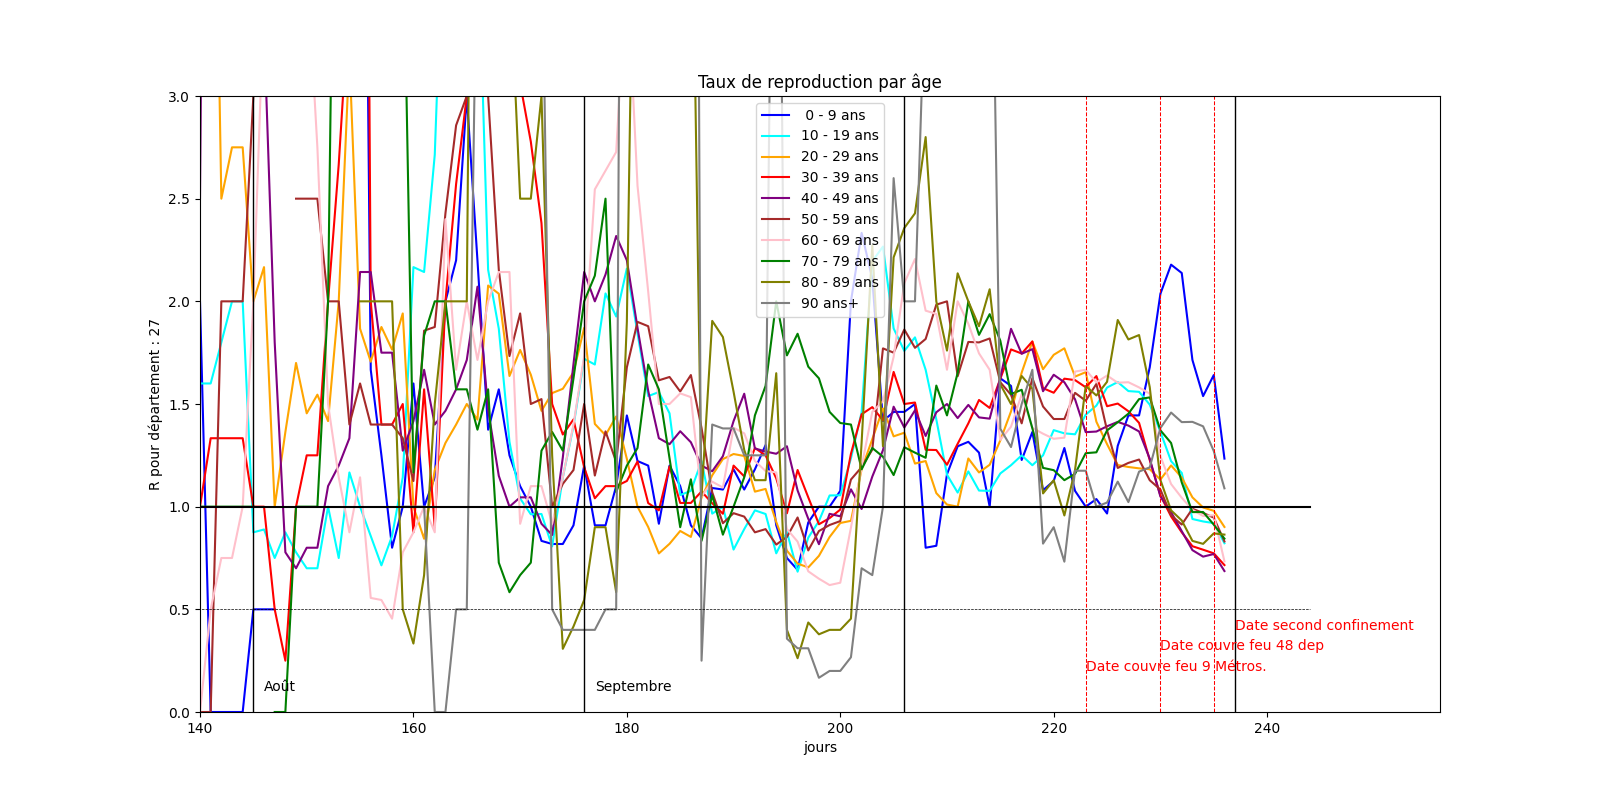 Taux de reproduction par âge
3.0
2.5
2.0
1.5
1.0
0.5
0.0
R pour département : 27
0 - 9 ans
10 - 19 ans
20 - 29 ans
30 - 39 ans
40 - 49 ans
50 - 59 ans
60 - 69 ans
70 - 79 ans
80 - 89 ans
90 ans+
Date second confinement
Date couvre feu 48 dep
Date couvre feu 9 Métros.
Août
Septembre
140
160
180
200
220
240
jours